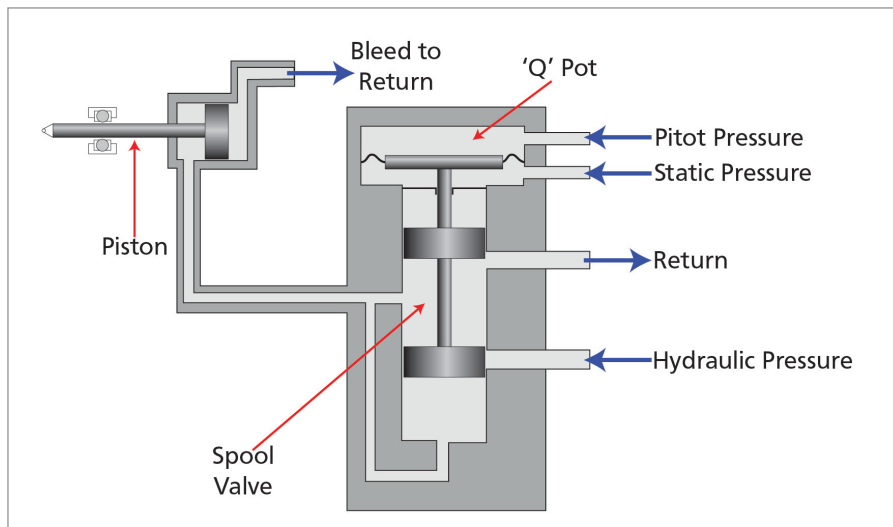 Bleed to
Return
‘Q’ Pot
Pitot Pressure
Static Pressure
Piston
Return
Hydraulic Pressure
Spool
Valve